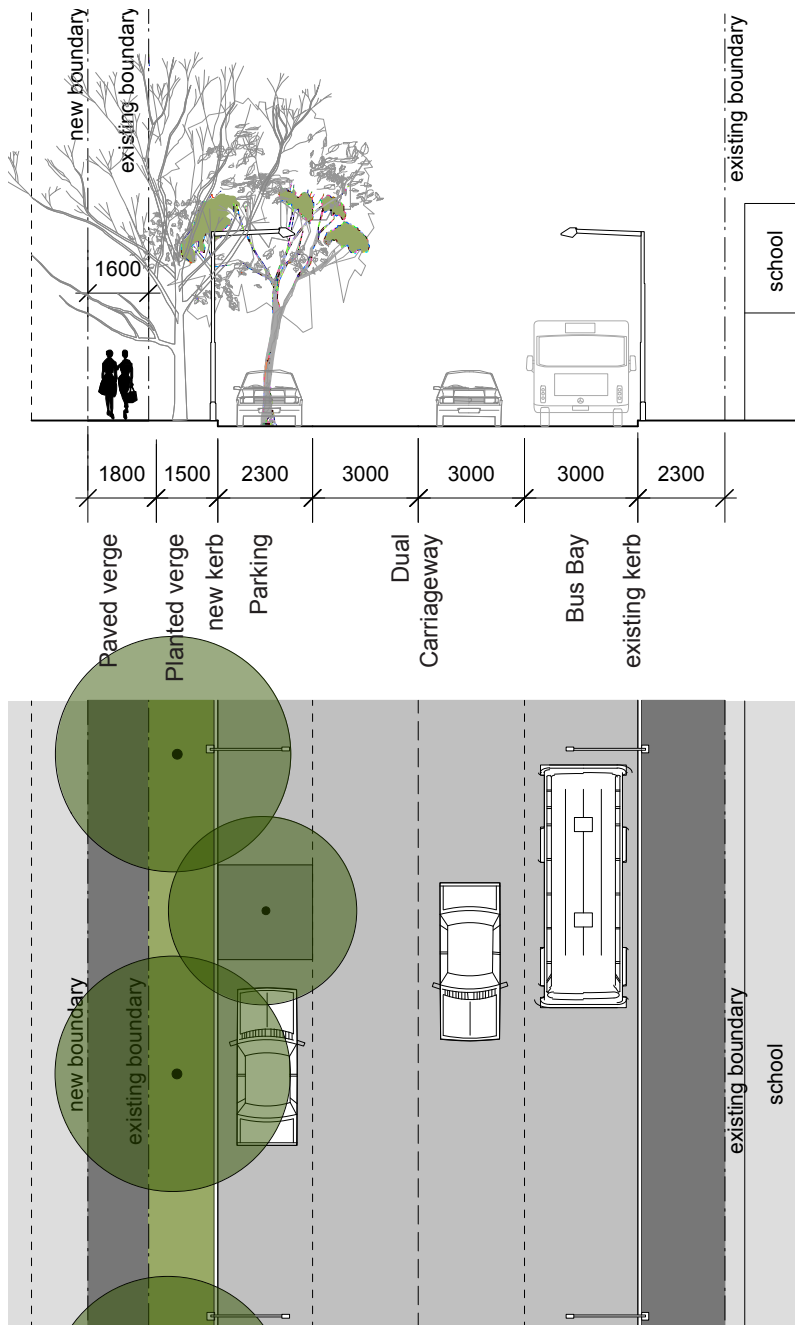 new boundary
existing boundary
existing boundary
school
1600
1800
1500
2300
3000
3000
3000
2300
Paved verge
Planted verge
new kerb
Parking
Dual
Carriageway
Bus Bay
existing kerb
new boundary
existing boundary
existing boundary
school